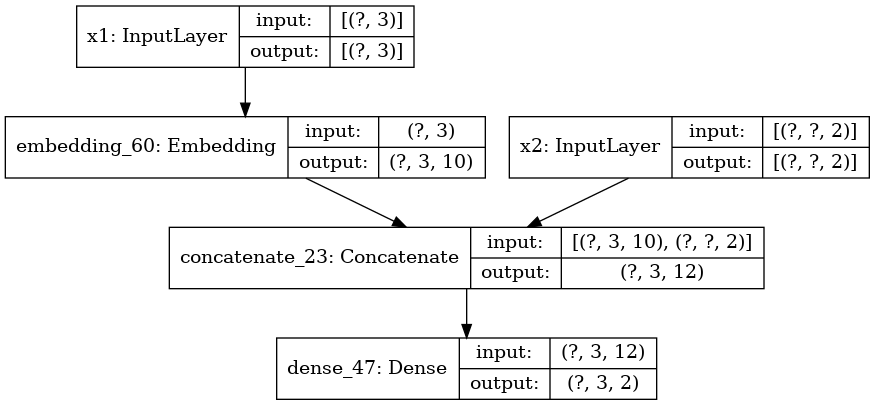 x1: InputLayer
input:
[(?, 3)]
output:
[(?, 3)]
embedding_60: Embedding
input:
(?, 3)
output:
(?, 3, 10)
x2: InputLayer
input:
[(?, ?, 2)]
output:
[(?, ?, 2)]
concatenate_23: Concatenate
input:
[(?, 3, 10), (?, ?, 2)]
output:
(?, 3, 12)
dense_47: Dense
input:
(?, 3, 12)
output:
(?, 3, 2)